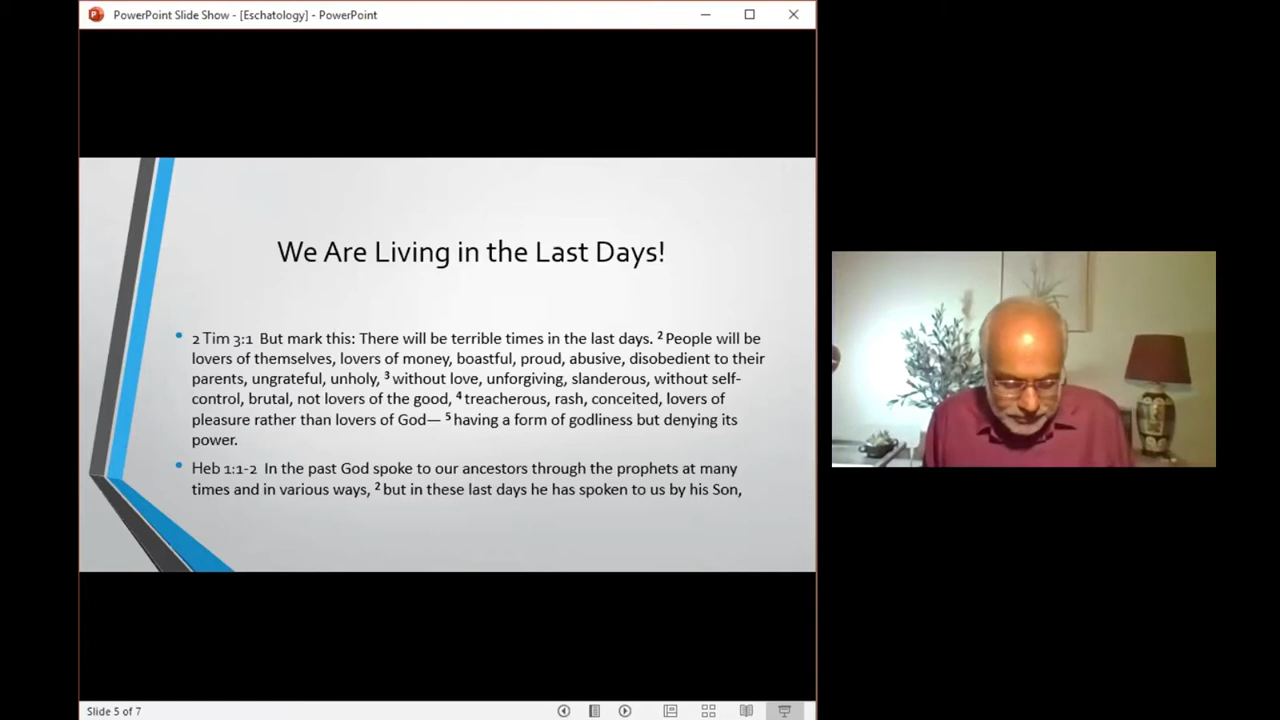 PowerPoint Slide Show - [Eschatology] - PowerPoint
We Are Living in the Last Days!
• 2 Tim 3:1 But mark this: There will be terrible times in the last days. ² People will be
lovers of themselves, lovers of money, boastful, proud, abusive, disobedient to their
parents, ungrateful, unholy, ³ without love, unforgiving, slanderous, without self-
control, brutal, not lovers of the good, ⁴ treacherous, rash, conceited, lovers of
pleasure rather than lovers of God— ⁵ having a form of godliness but denying its
power.
• Heb 1:1-2 In the past God spoke to our ancestors through the prophets at many
times and in various ways, ² but in these last days he has spoken to us by his Son,
Slide 5 of 7